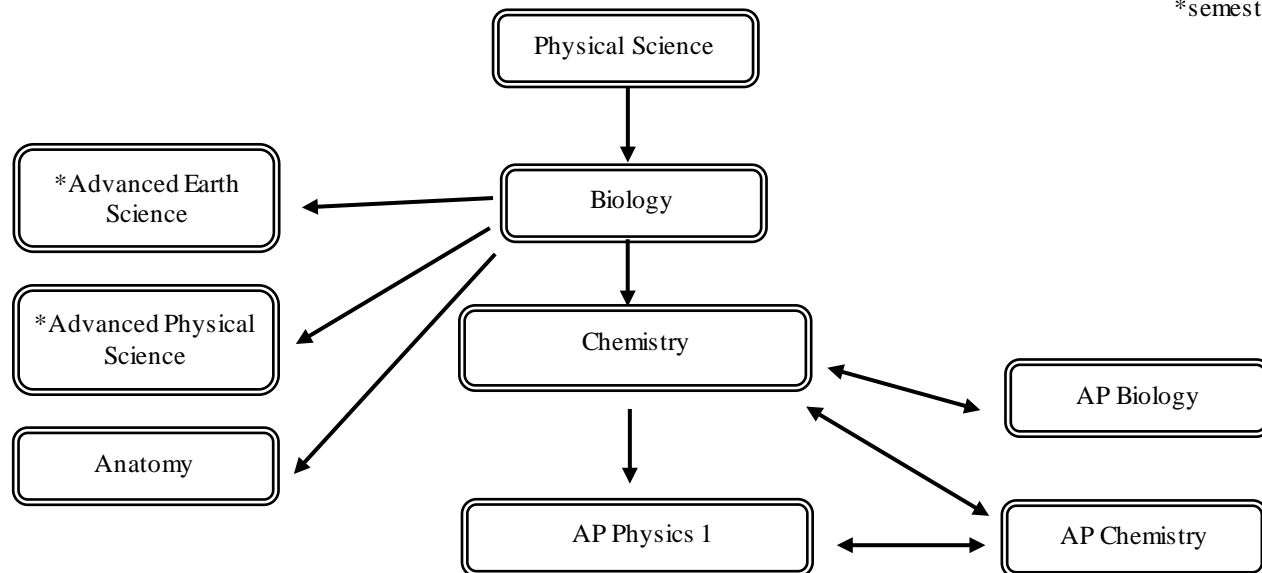 *semest
Physical Science
*Advanced Earth
Science
Biology
*Advanced Physical
Science
Chemistry
AP Biology
Anatomy
AP Physics 1
AP Chemistry